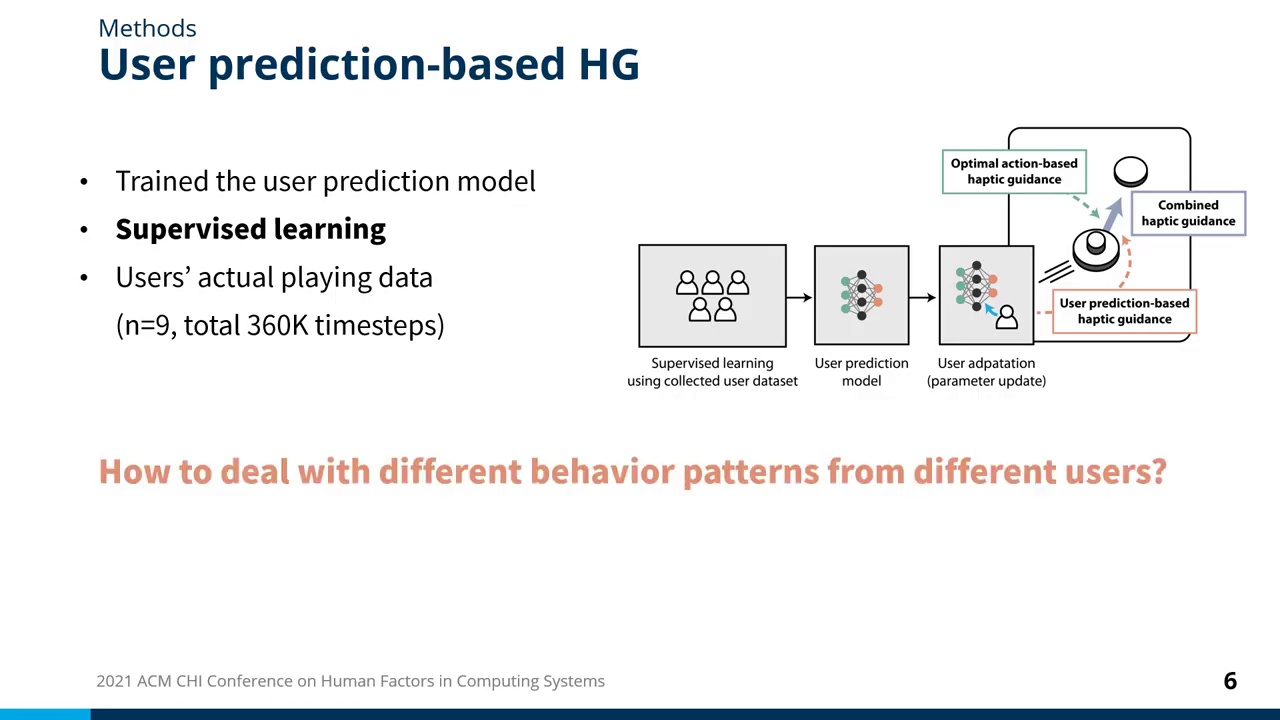 Methods
User prediction-based HG
• Trained the user prediction model
• Supervised learning
• Users’ actual playing data
(n=9, total 360K timesteps)
Optimal action-based
haptic guidance
Combined
haptic guidance
User prediction-based
haptic guidance
Supervised learning
using collected user dataset
User prediction
model
User adpatation
(parameter update)
How to deal with different behavior patterns from different users?
2021 ACM CHI Conference on Human Factors in Computing Systems
6